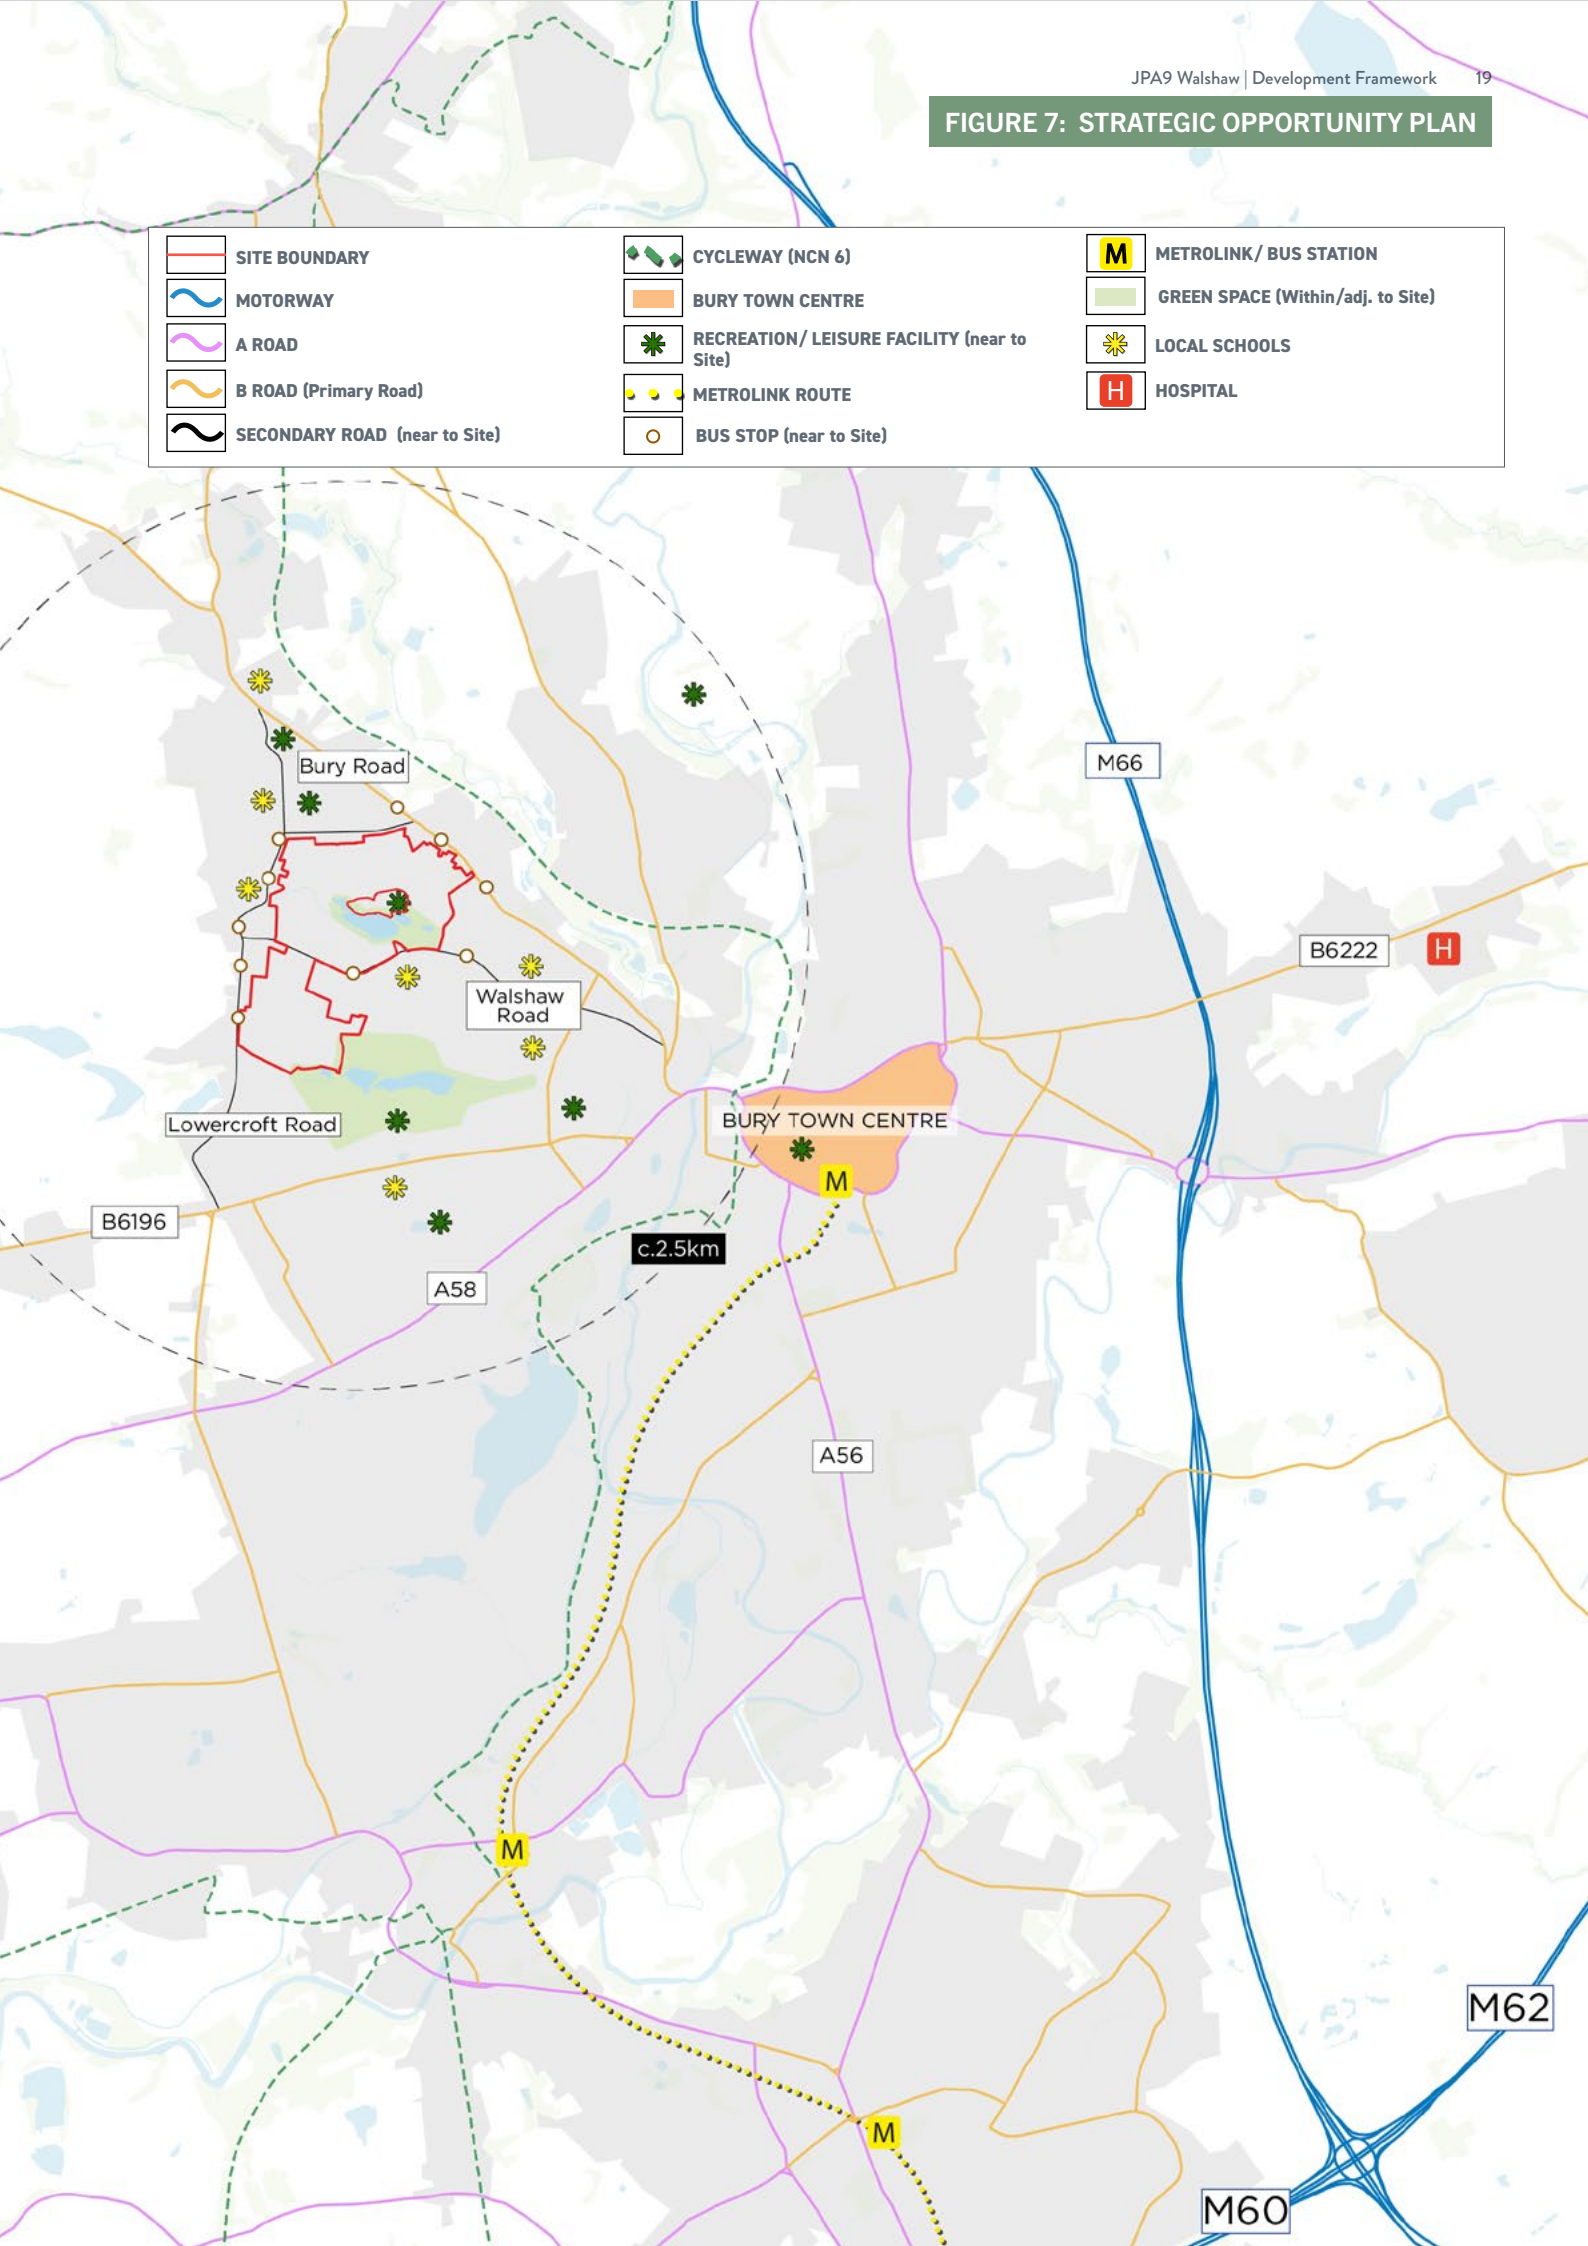 JPA9 Walshaw | Development Framework 19
FIGURE 7: STRATEGIC OPPORTUNITY PLAN
SITE BOUNDARY
MOTORWAY
A ROAD
B ROAD (Primary Road)
SECONDARY ROAD (near to Site)
CYCLEWAY (NCN 6)
BURY TOWN CENTRE
RECREATION/ LEISURE FACILITY (near to
Site)
METROLINK ROUTE
BUS STOP (near to Site)
M
METROLINK/ BUS STATION
GREEN SPACE (Within/adj. to Site)
LOCAL SCHOOLS
H
HOSPITAL
Bury Road
M66
B6222
H
Walshaw
Road
Lowercroft Road
BURY TOWN CENTRE
M
B6196
c.2.5km
A58
A56
M
M62
M
M60